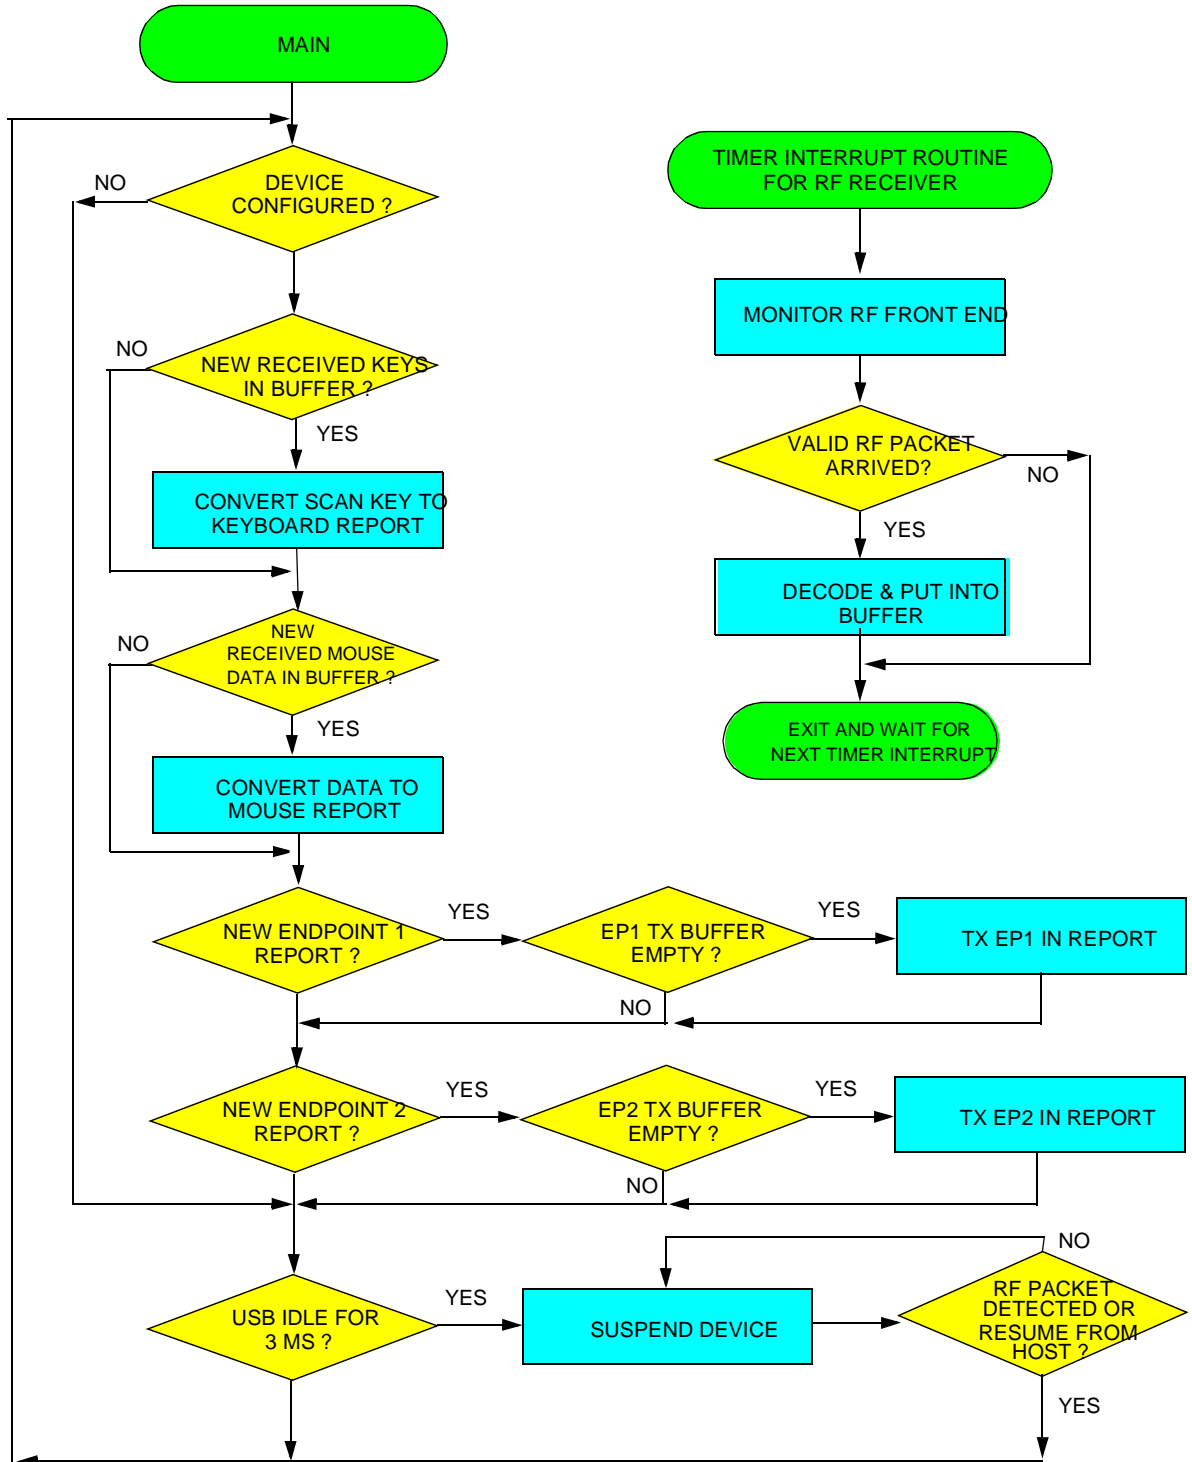 MAIN
NO
DEVICE
CONFIGURED ?
NO
NEW RECEIVED KEYS
IN BUFFER ?
YES
CONVERT SCAN KEY TO
KEYBOARD REPORT
NO
NEW
RECEIVED MOUSE
DATA IN BUFFER ?
YES
CONVERT DATA TO
MOUSE REPORT
TIMER INTERRUPT ROUTINE
FOR RF RECEIVER
MONITOR RF FRONT END
VALID RF PACKET
ARRIVED?
NO
YES
DECODE & PUT INTO
BUFFER
EXIT AND WAIT FOR
NEXT TIMER INTERRUPT
NEW ENDPOINT 1
REPORT ?
YES
EP1 TX BUFFER
EMPTY ?
YES
TX EP1 IN REPORT
NO
NEW ENDPOINT 2
REPORT ?
YES
EP2 TX BUFFER
EMPTY ?
YES
TX EP2 IN REPORT
NO
USB IDLE FOR
3 MS ?
YES
SUSPEND DEVICE
NO
RF PACKET
DETECTED OR
RESUME FROM
HOST ?
YES